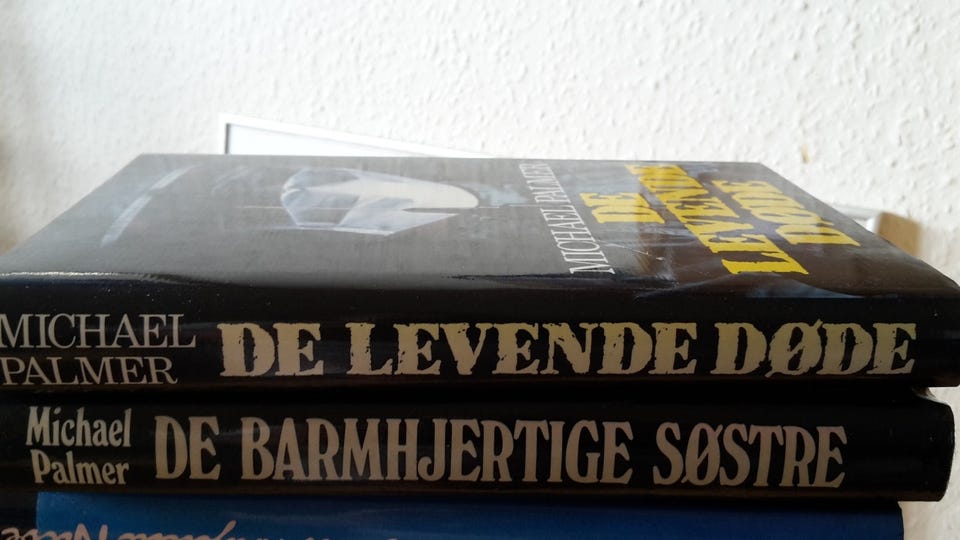 MICHAEL PALMER
DE
LEVENDE
DØDE
MICHAEL
PALMER
DE LEVENDE DØDE
Michael
Palmer
DE BARMHJERTIGE SØSTRE